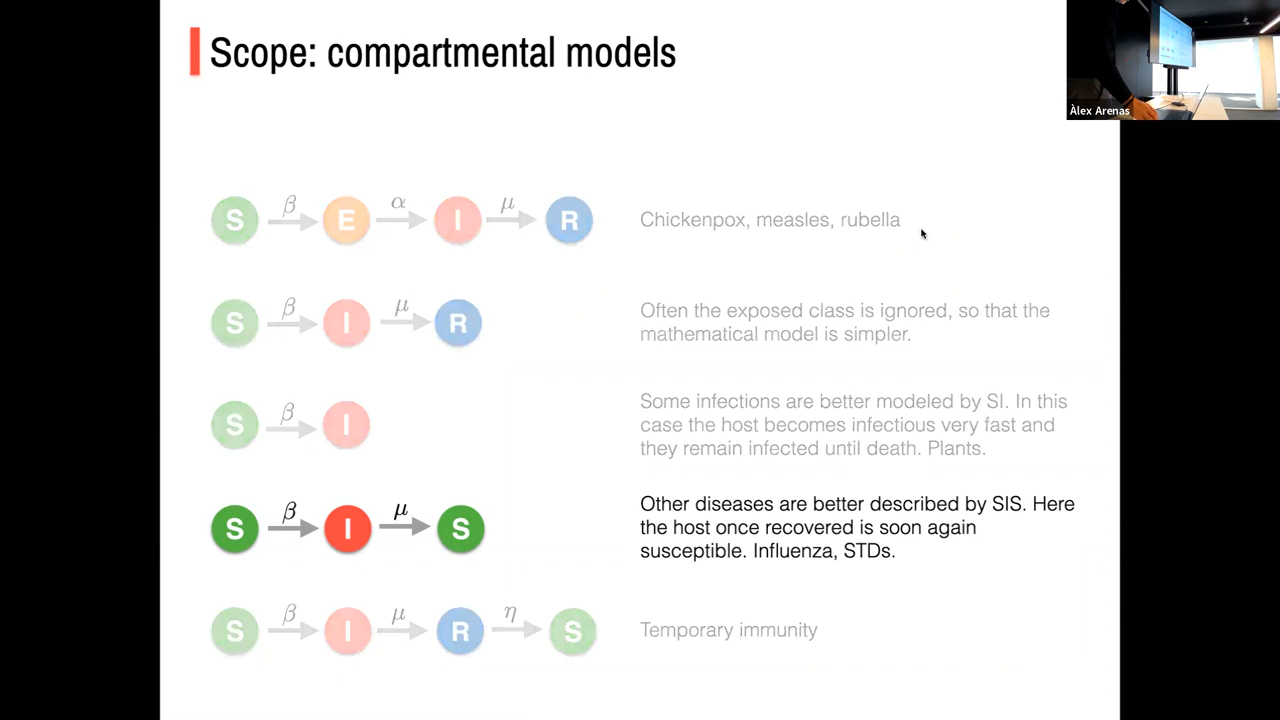 Scope: compartmental models
Àlex Arenas
β α μ
S E I R
Chickenpox, measles, rubella
β μ
S I R
Often the exposed class is ignored, so that the
mathematical model is simpler.
β
S I
Some infections are better modeled by SI. In this
case the host becomes infectious very fast and
they remain infected until death. Plants.
β μ
S I S
Other diseases are better described by SIS. Here
the host once recovered is soon again
susceptible. Influenza, STDs.
β μ η
S I R S
Temporary immunity